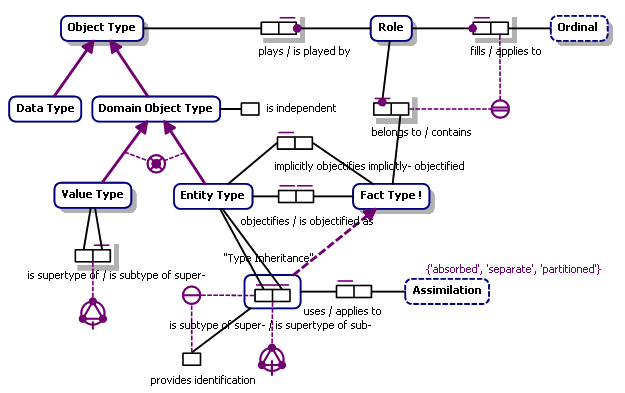 Object Type
Role
Ordinal
plays / is played by
fills / applies to
Data Type
Domain Object Type
is independent
belongs to / contains
implicitly objectifies implicitly- objectified
Value Type
Entity Type
Fact Type !
objectifies / is objectified as
"Type Inheritance"
is supertype of / is subtype of super-
{'absorbed', 'separate', 'partitioned'}
Assimilation
uses / applies to
is subtype of super- / is supertype of sub-
provides identification